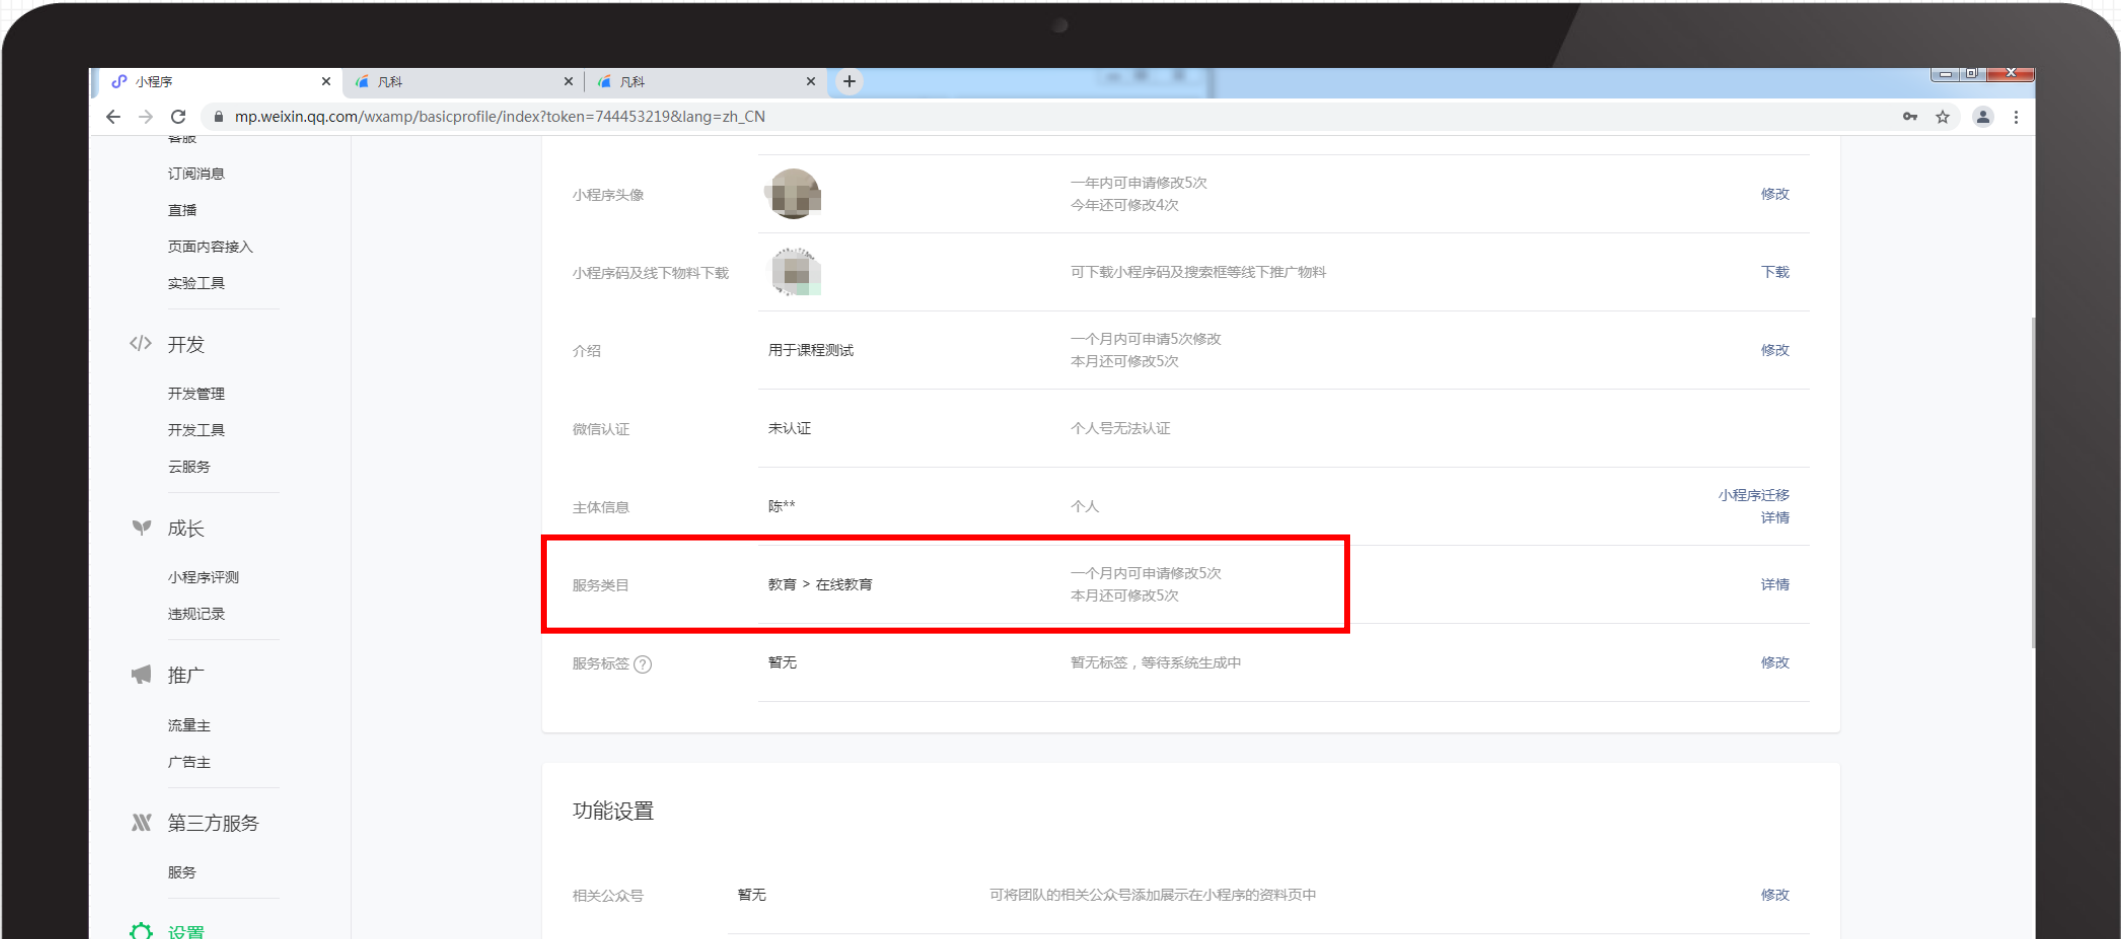 小程序
凡科
凡科
mp.weixin.qq.com/wxamp/basicprofile/index?token=744453219&lang=zh_CN
客服
订阅消息
直播
页面内容接入
实验工具
开发
开发管理
开发工具
云服务
成长
小程序评测
违规记录
推广
流量主
广告主
第三方服务
服务
设置
小程序头像
一年内可申请修改5次
今年还可修改4次
修改
小程序码及线下物料下载
可下载小程序码及搜索框等线下推广物料
下载
介绍
用于课程测试
一个月内可申请5次修改
本月还可修改5次
修改
微信认证
未认证
个人号无法认证
主体信息
陈**
个人
小程序迁移
详情
服务类目
教育 > 在线教育
一个月内可申请修改5次
本月还可修改5次
详情
服务标签 ?
暂无
暂无标签，等待系统生成中
修改
功能设置
相关公众号
暂无
可将团队的相关公众号添加展示在小程序的资料页中
修改